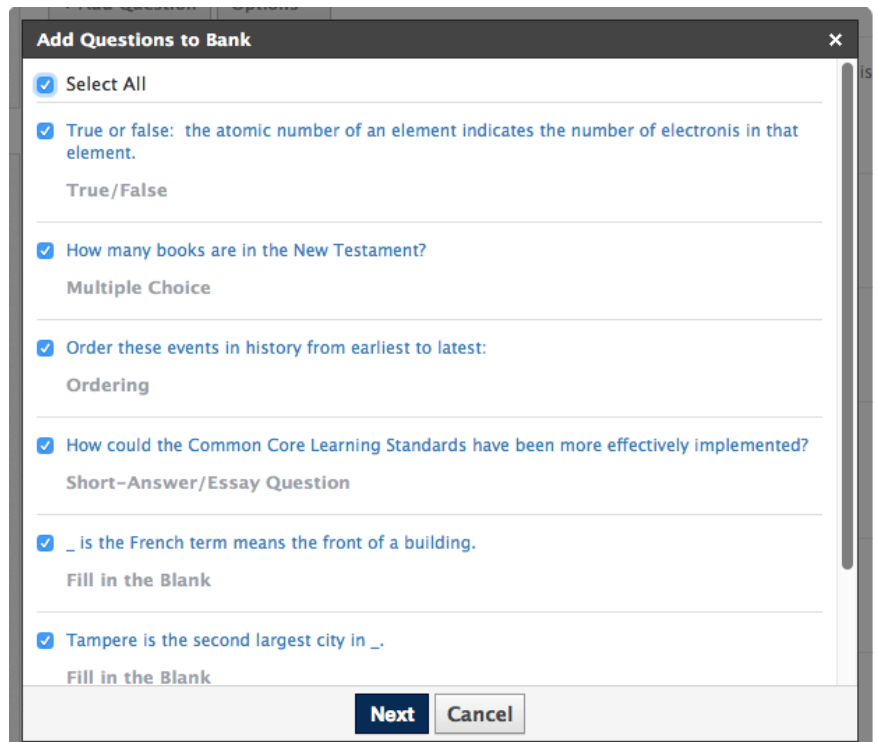 + Add Question Options
Add Questions to Bank ×
Select All
is
True or false: the atomic number of an element indicates the number of electronis in that
element.
True/False
How many books are in the New Testament?
Multiple Choice
Order these events in history from earliest to latest:
Ordering
How could the Common Core Learning Standards have been more effectively implemented?
Short-Answer/Essay Question
_ is the French term means the front of a building.
Fill in the Blank
Tampere is the second largest city in _.
Fill in the Blank
Next Cancel